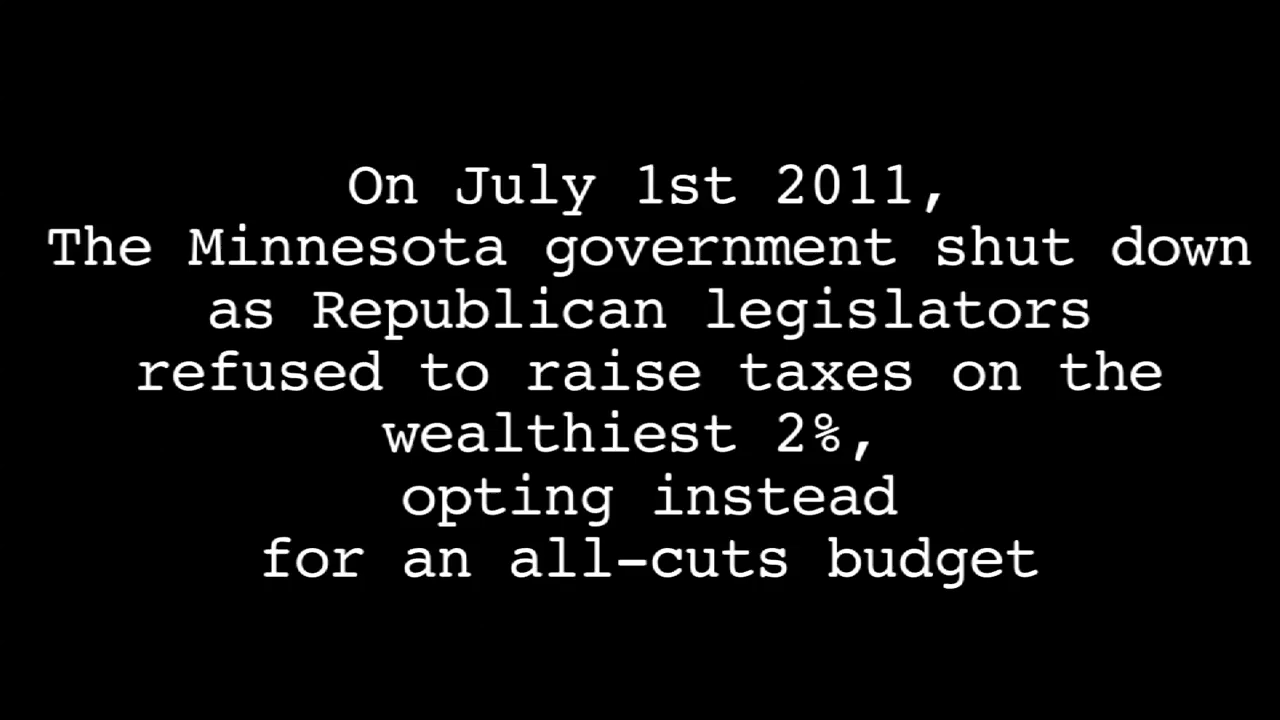 On July 1st 2011,
The Minnesota government shut down
as Republican legislators
refused to raise taxes on the
wealthiest 2%,
opting instead
for an all-cuts budget